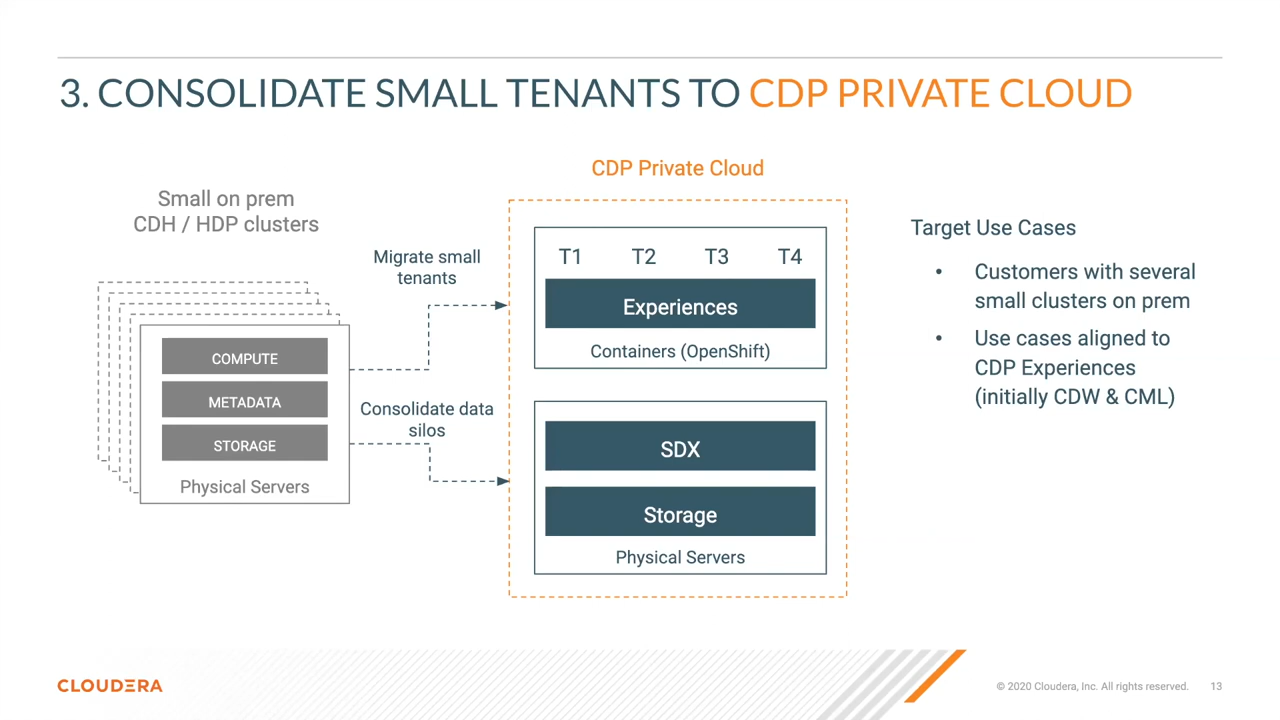 3. CONSOLIDATE SMALL TENANTS TO CDP PRIVATE CLOUD
Small on prem
CDH / HDP clusters
COMPUTE
METADATA
STORAGE
Physical Servers
Migrate small
tenants
Consolidate data
silos
CDP Private Cloud
T1 T2 T3 T4
Experiences
Containers (OpenShift)
SDX
Storage
Physical Servers
Target Use Cases
• Customers with several
small clusters on prem
• Use cases aligned to
CDP Experiences
(initially CDW & CML)
CLOUDERA
© 2020 Cloudera, Inc. All rights reserved. 13